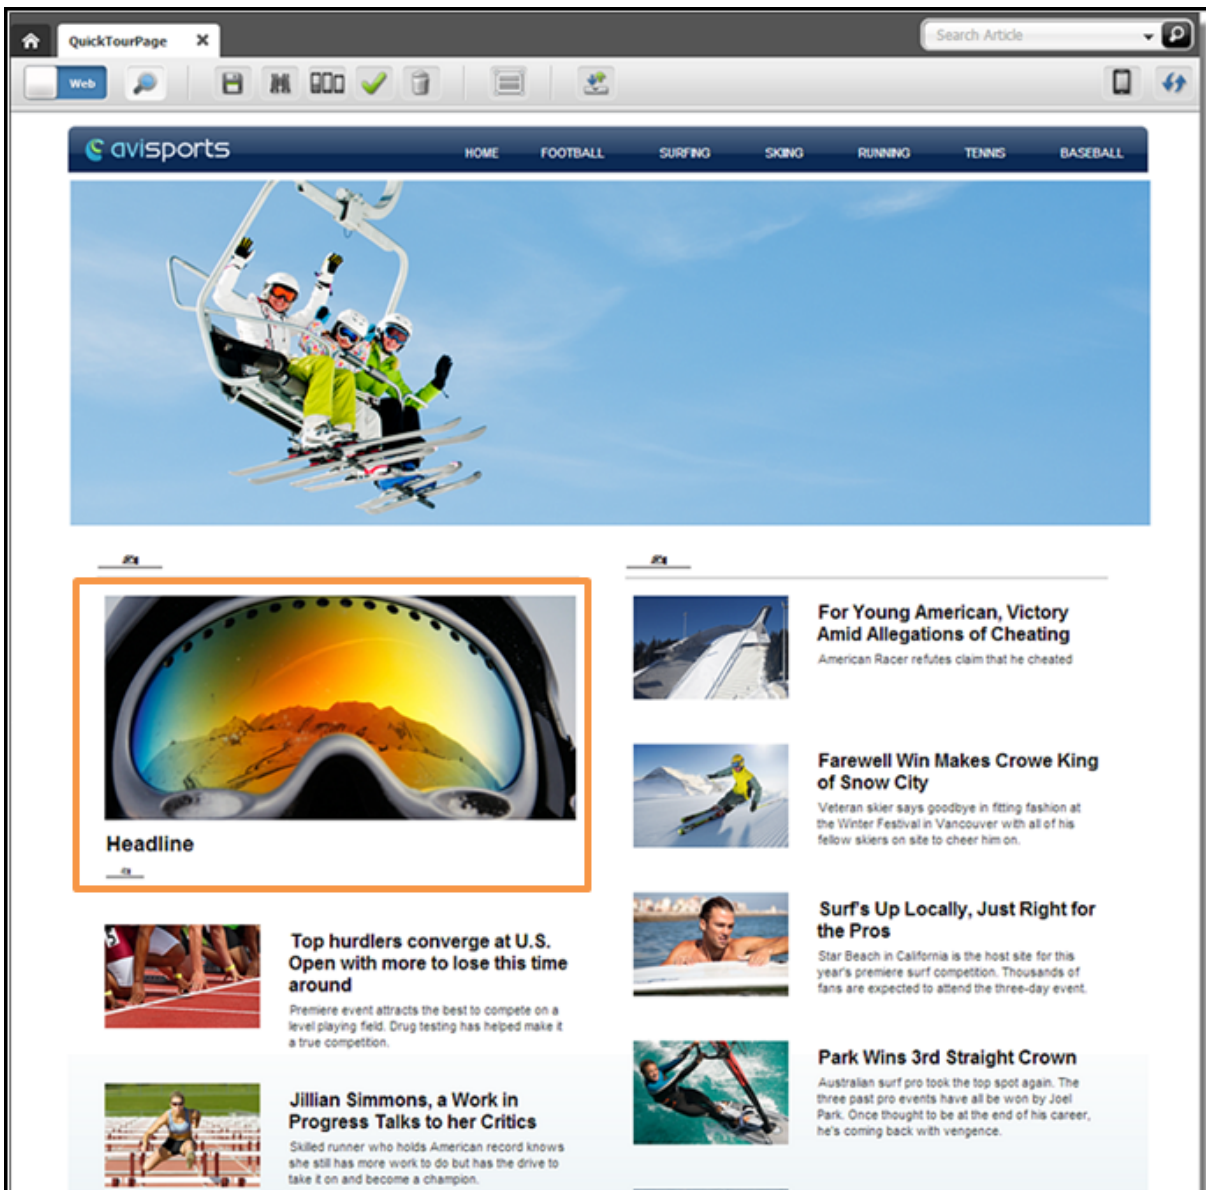 QuickTourPage
Search Article
Web
avisports
HOME FOOTBALL SURFING SKIING RUNNING TENNIS BASEBALL
Headline
Top hurdlers converge at U.S.
Open with more to lose this time
around
Premiere event attracts the best to compete on a
level playing field. Drug testing has helped make it
a true competition.
Jillian Simmons, a Work in
Progress Talks to her Critics
Skilled runner who holds American record knows
she still has more work to do but has the drive to
take it on and become a champion.
For Young American, Victory
Amid Allegations of Cheating
American Racer refutes claim that he cheated
Farewell Win Makes Crowe King
of Snow City
Veteran skier says goodbye in fitting fashion at
the Winter Festival in Vancouver with all of his
fellow skiers on site to cheer him on.
Surf's Up Locally, Just Right for
the Pros
Star Beach in California is the host site for this
year's premiere surf competition. Thousands of
fans are expected to attend the three-day event.
Park Wins 3rd Straight Crown
Australian surf pro took the top spot again. The
three past pro events have all be won by Joel
Park. Once thought to be at the end of his career,
he's coming back with vengence.